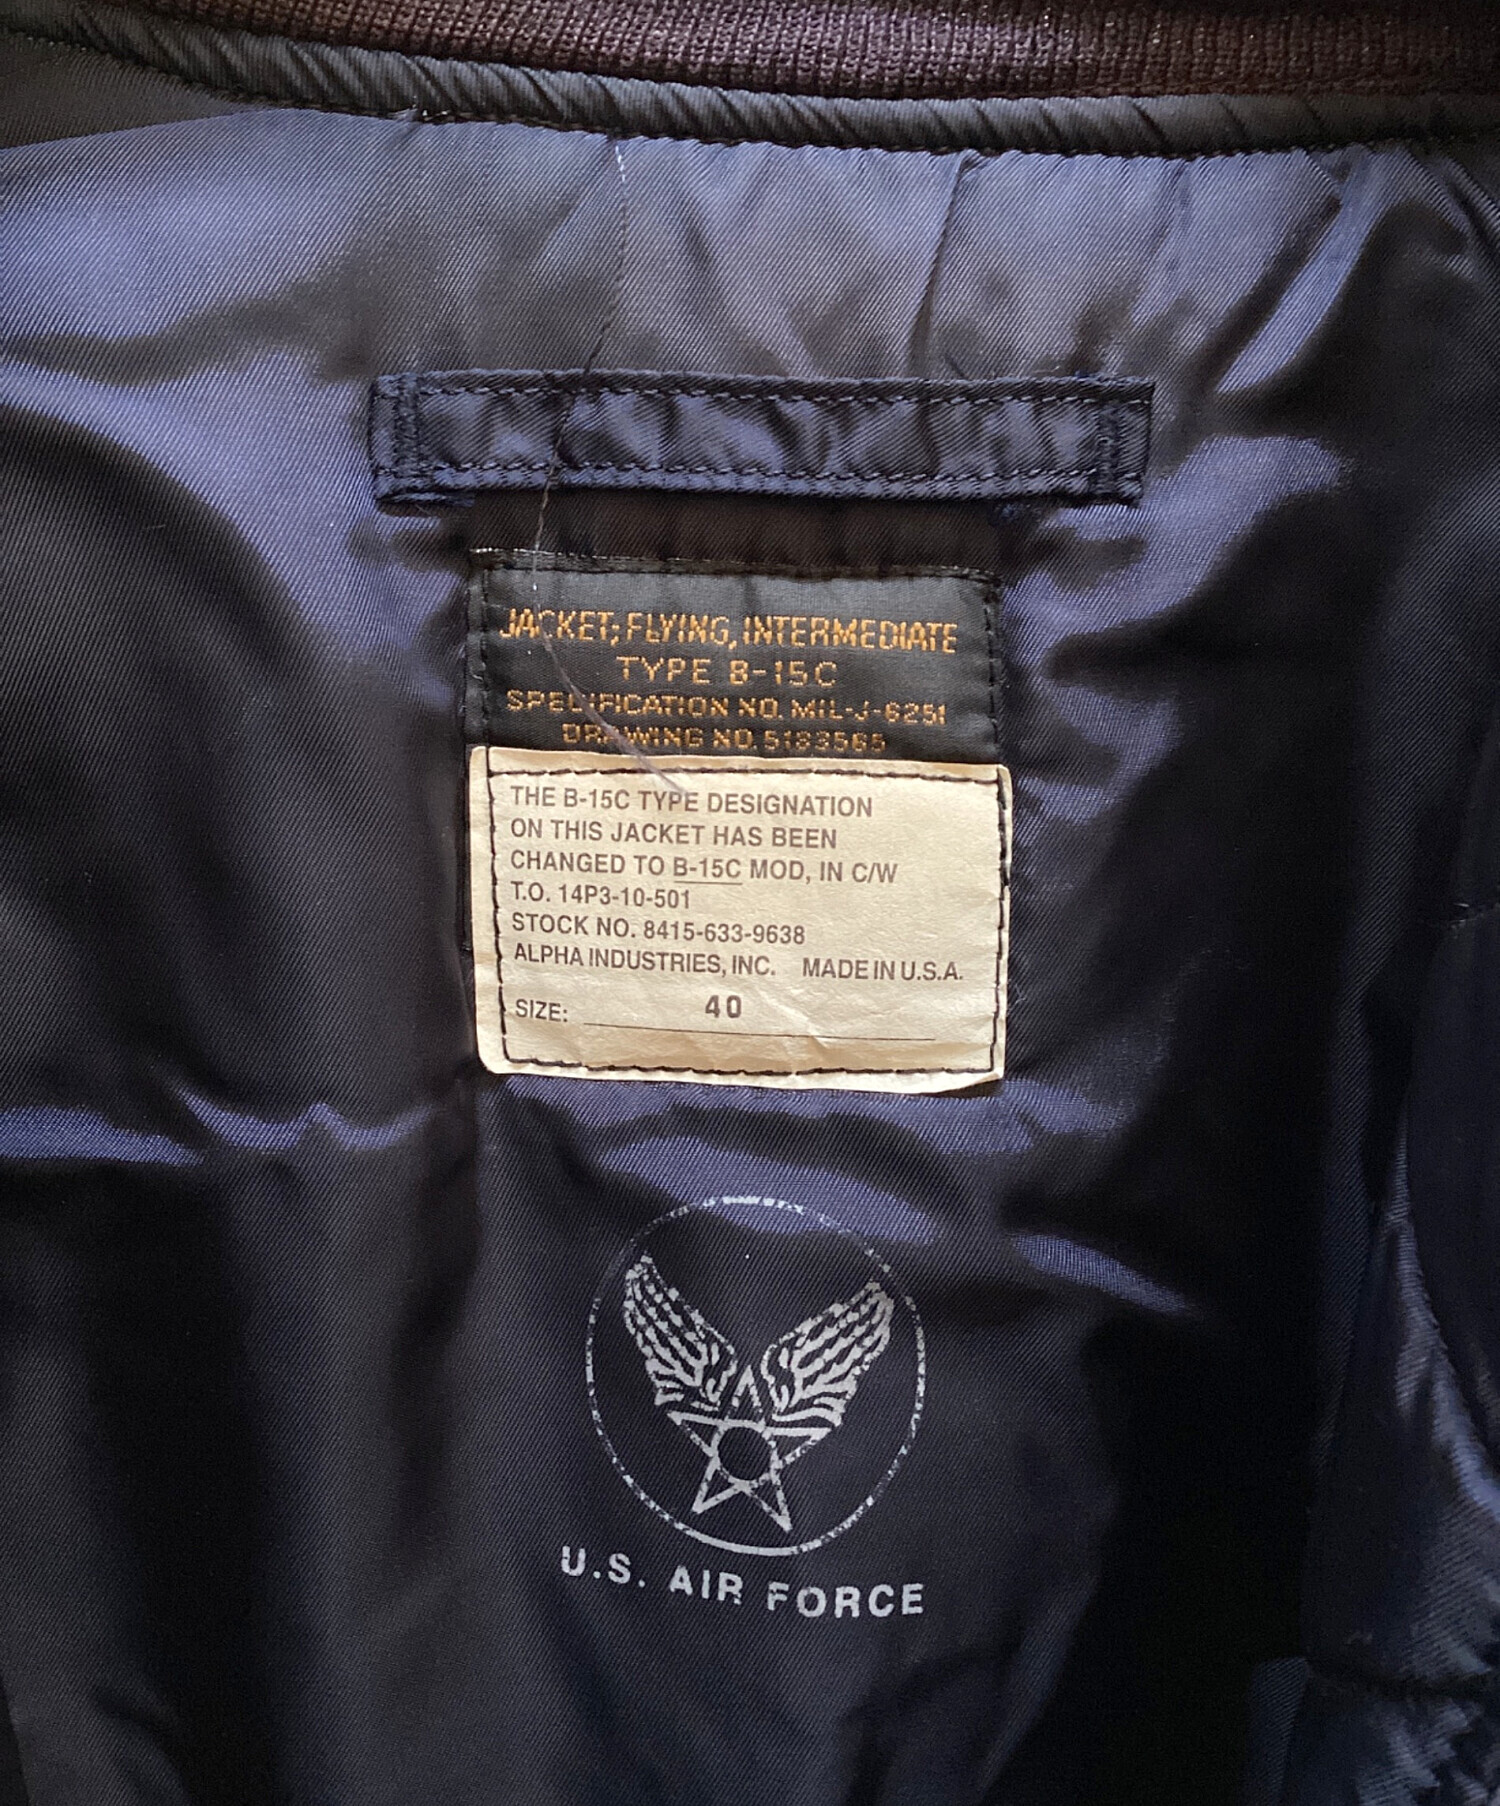 JACKET, FLYING, INTERMEDIATE
TYPE B-15C
SPECIFICATION NO. MIL-J-6251
DRAWING NO. 5183565
THE B-15C TYPE DESIGNATION
ON THIS JACKET HAS BEEN
CHANGED TO B-15C MOD, IN C/W
T.O. 14P3-10-501
STOCK NO. 8415-633-9638
ALPHA INDUSTRIES, INC. MADE IN U.S.A.
SIZE: 40
U.S. AIR FORCE